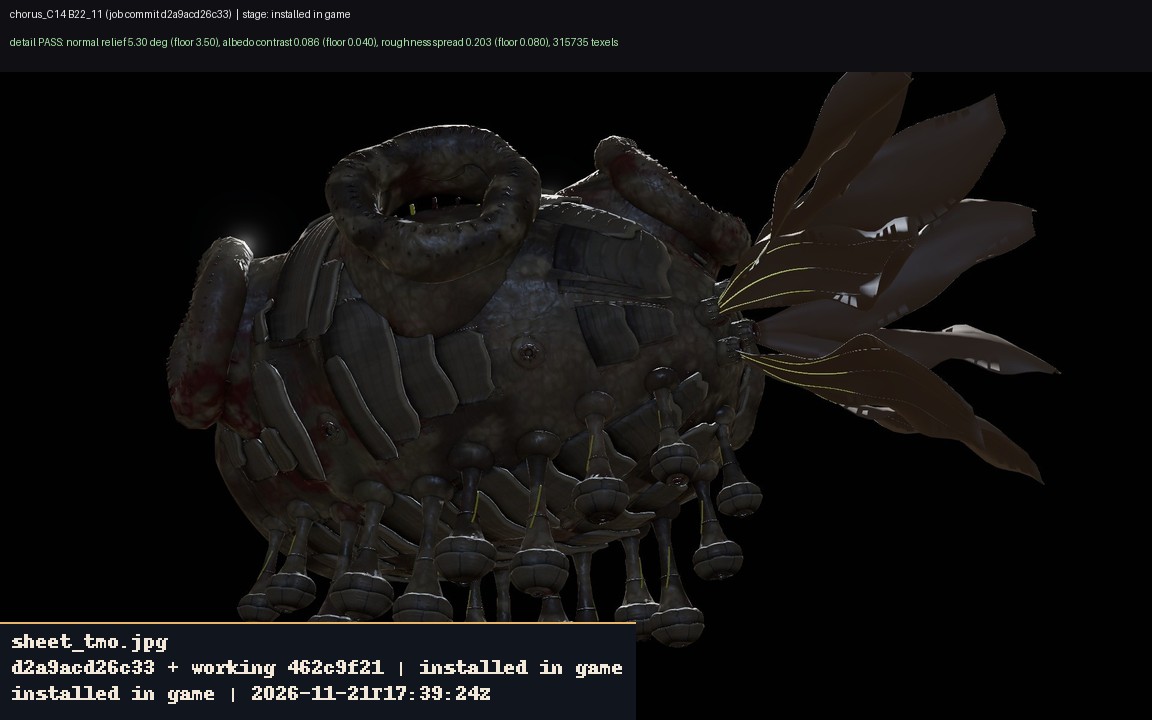 chorus_C14B22_11 (job commit d2a9acd26c33) | stage: installed in game
detail PASS: normal relief 5.30 deg (floor 3.50), albedo contrast 0.086 (floor 0.040), roughness spread 0.203 (floor 0.080), 315735 texels
sheet_tmo.jpg
d2a9acd26c33 + working 462c9f21 | installed in game
installed in game | 2026-11-21T17:39:24Z